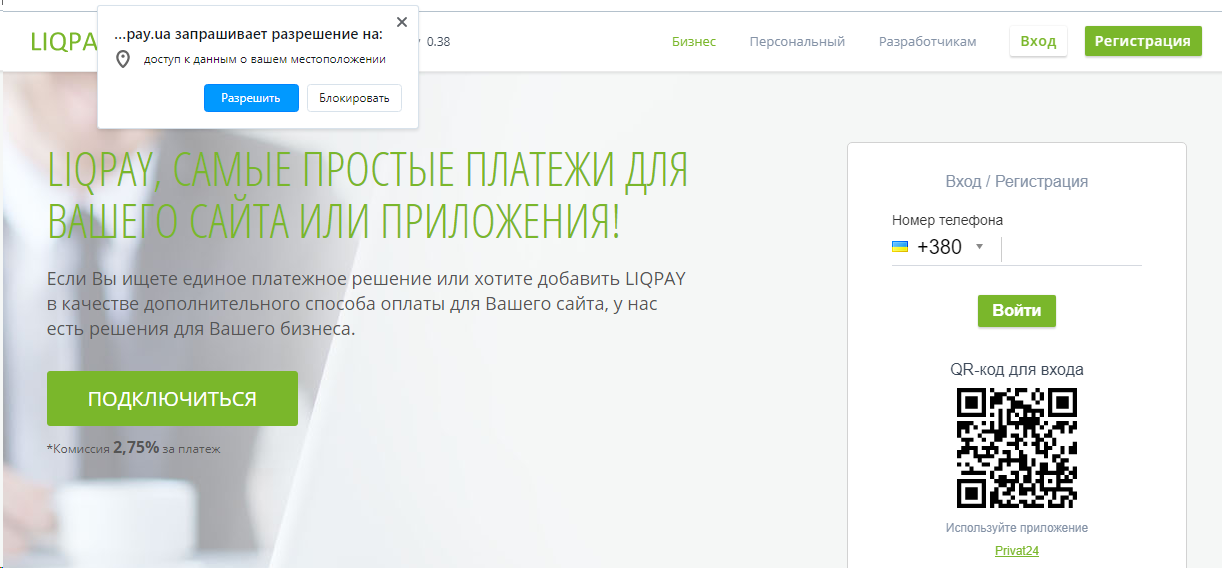 ...pay.ua запрашивает разрешение на:
доступ к данным о вашем местоположении
Разрешить Блокировать
LIQPA 0.38 Бизнес Персональный Разработчикам Вход Регистрация
LIQPAY, САМЫЕ ПРОСТЫЕ ПЛАТЕЖИ ДЛЯ
ВАШЕГО САЙТА ИЛИ ПРИЛОЖЕНИЯ!
Если Вы ищете единое платежное решение или хотите добавить LIQPAY
в качестве дополнительного способа оплаты для Вашего сайта, у нас
есть решения для Вашего бизнеса.
ПОДКЛЮЧИТЬСЯ
*Комиссия 2,75% за платеж
Вход / Регистрация
Номер телефона
+380
Войти
QR-код для входа
Используйте приложение
Privat24